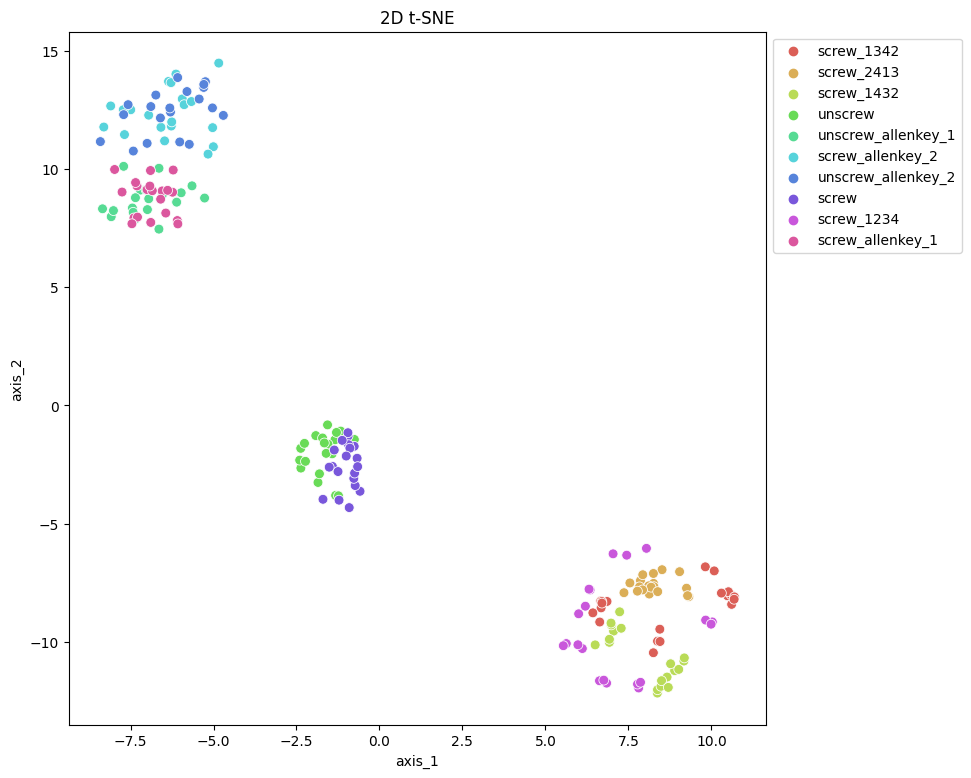 2D t-SNE
screw_1342
screw_2413
screw_1432
unscrew
unscrew_allenkey_1
screw_allenkey_2
unscrew_allenkey_2
screw
screw_1234
screw_allenkey_1
15
10
5
0
−5
−10
axis_2
−7.5
−5.0
−2.5
0.0
2.5
5.0
7.5
10.0
axis_1